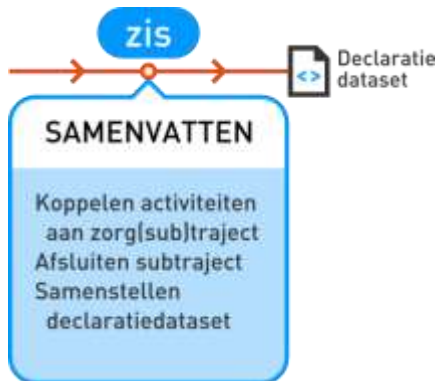 zis
Declaratie
dataset
<>
SAMENVATTEN
Koppelen activiteiten
aan zorg(sub)traject
Afsluiten subtraject
Samenstellen
declaratiedataset